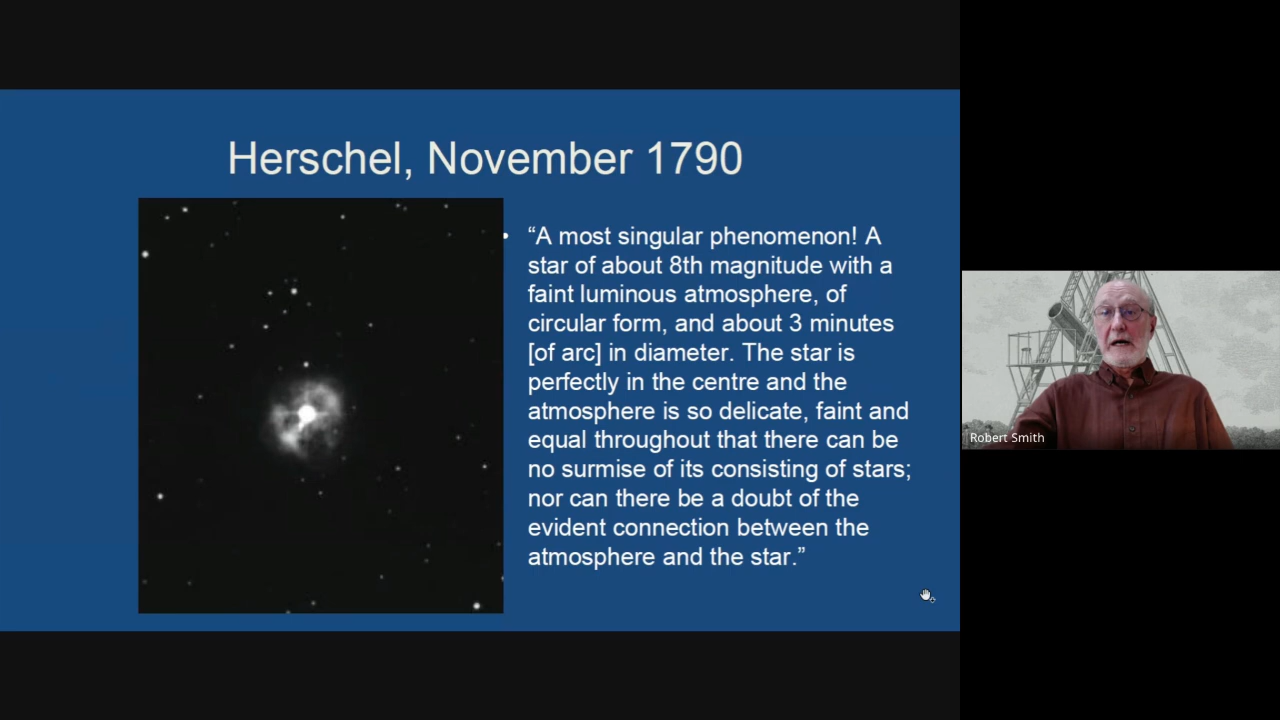 Herschel, November 1790
• “A most singular phenomenon! A
star of about 8th magnitude with a
faint luminous atmosphere, of
circular form, and about 3 minutes
[of arc] in diameter. The star is
perfectly in the centre and the
atmosphere is so delicate, faint and
equal throughout that there can be
no surmise of its consisting of stars;
nor can there be a doubt of the
evident connection between the
atmosphere and the star.”
Robert Smith